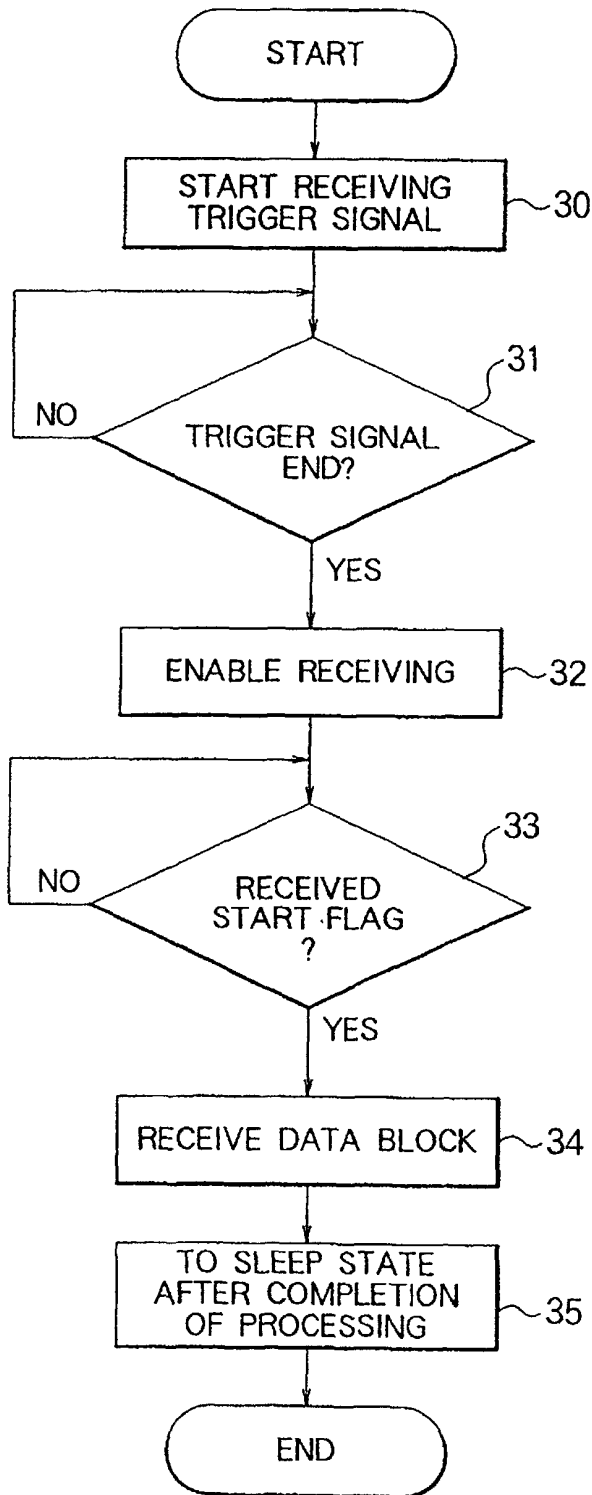 START
START RECEIVING
TRIGGER SIGNAL
30
31
NO
TRIGGER SIGNAL
END?
YES
ENABLE RECEIVING
32
33
NO
RECEIVED
START FLAG
?
YES
RECEIVE DATA BLOCK
34
TO SLEEP STATE
AFTER COMPLETION
OF PROCESSING
35
END